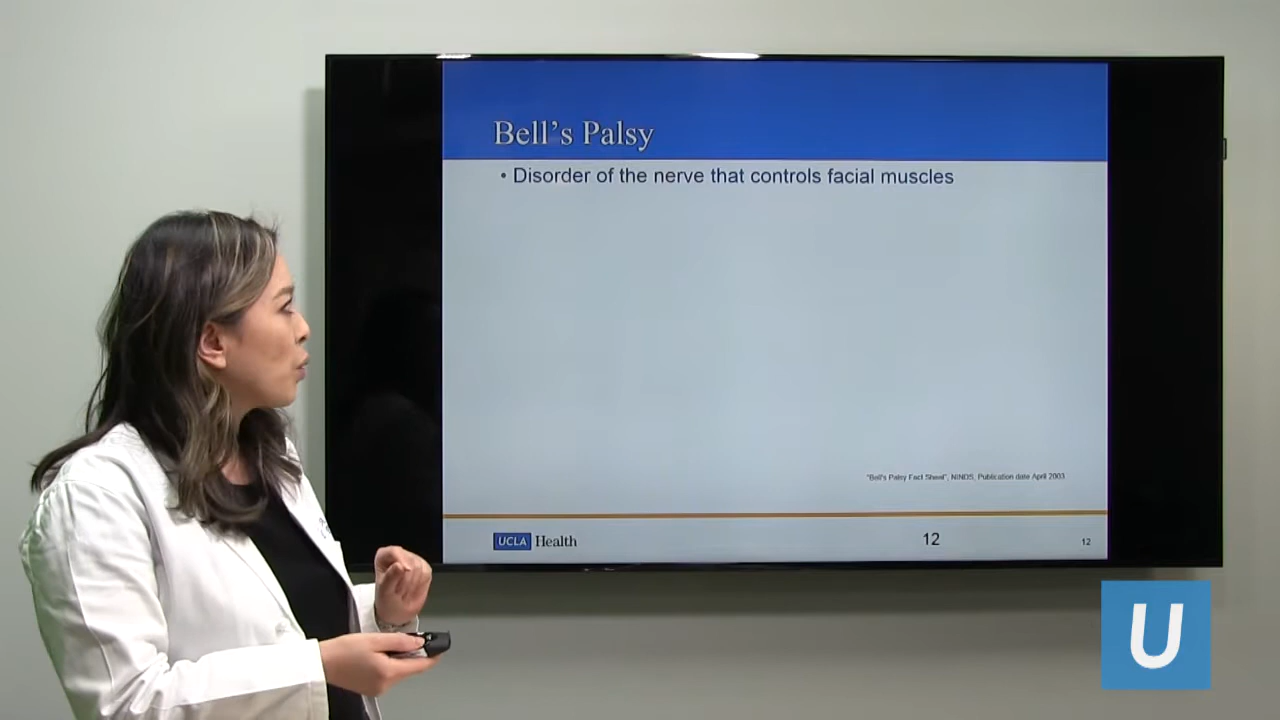 Bell's Palsy
• Disorder of the nerve that controls facial muscles
"Bell's Palsy Fact Sheet", NINDS, Publication date April 2003
UCLA Health
12
12
U